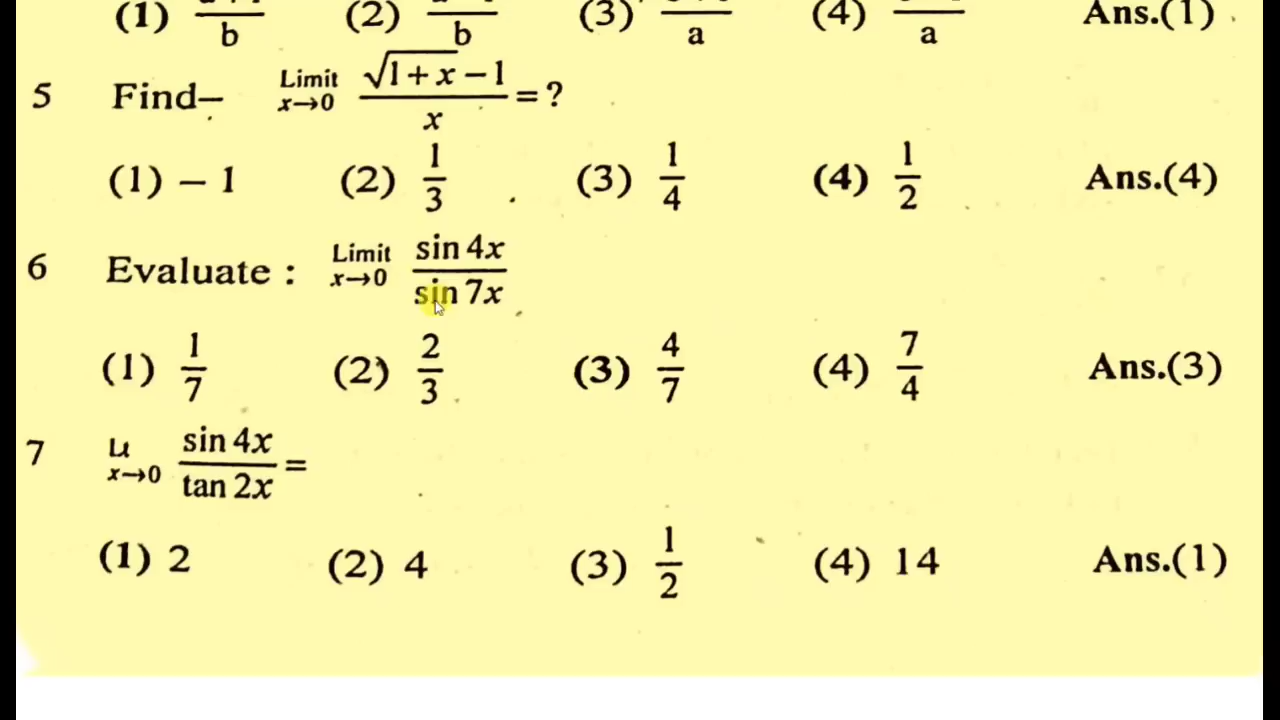 (1) b (2) b (3) a (4) a Ans.(1)
5 Find– Limit x→0 (√1+x – 1)/x = ?
(1) – 1 (2) 1/3 (3) 1/4 (4) 1/2 Ans.(4)
6 Evaluate : Limit x→0 sin 4x/sin 7x
(1) 1/7 (2) 2/3 (3) 4/7 (4) 7/4 Ans.(3)
7 Lt x→0 sin 4x/tan 2x =
(1) 2 (2) 4 (3) 1/2 (4) 14 Ans.(1)